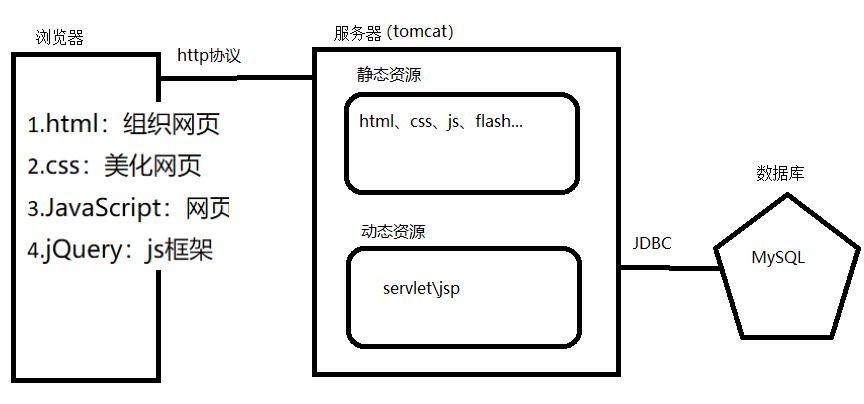 浏览器
http协议
1.html：组织网页
2.css：美化网页
3.JavaScript：网页
4.jQuery：js框架
服务器 (tomcat)
静态资源
html、css、js、flash...
动态资源
servlet\jsp
JDBC
数据库
MySQL